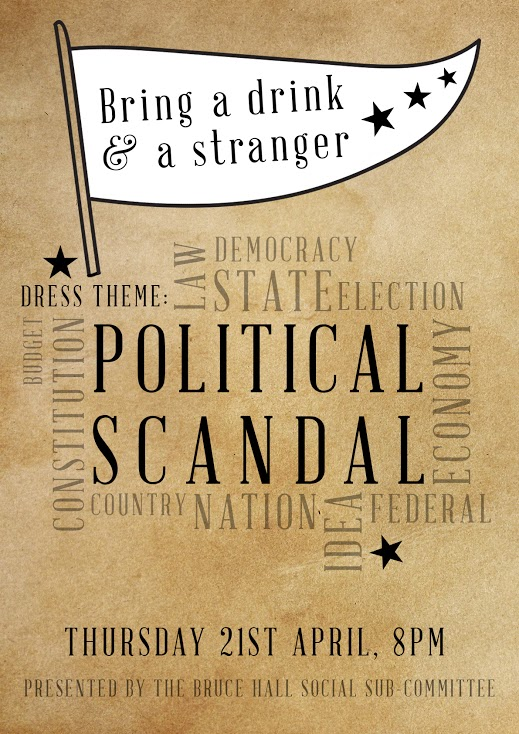 Bring a drink
& a stranger
DRESS THEME:
LAW
DEMOCRACY
STATE
ELECTION
BUDGET
CONSTITUTION
POLITICAL
SCANDAL
ECONOMY
COUNTRY
NATION
IDEA
FEDERAL
THURSDAY 21ST APRIL, 8PM
PRESENTED BY THE BRUCE HALL SOCIAL SUB-COMMITTEE